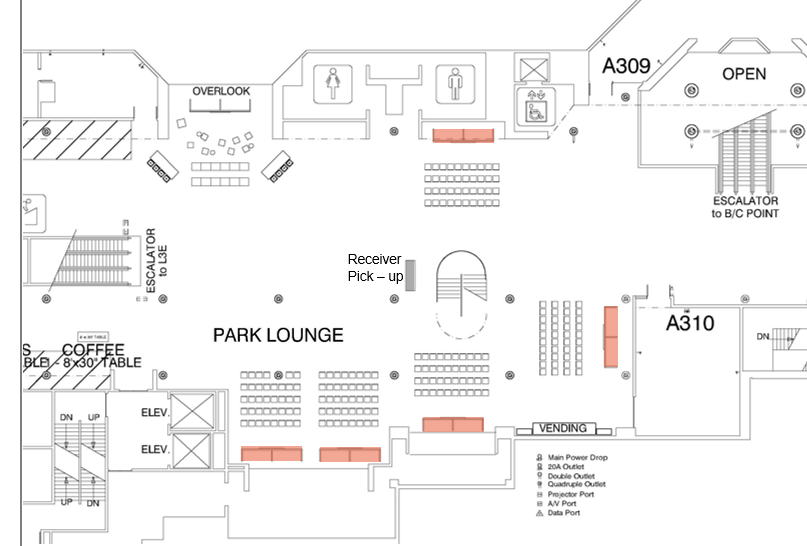 OVERLOOK
A309
OPEN
ESCALATOR
to B/C POINT
ESCALATOR
to L3E
Receiver
Pick – up
PARK LOUNGE
A310
DN
S COFFEE
BLE - 8'x30" TABLE
ELEV.
ELEV.
DN UP
UP DN
VENDING
Main Power Drop
20A Outlet
Double Outlet
Quadruple Outlet
Projector Port
A/V Port
Data Port